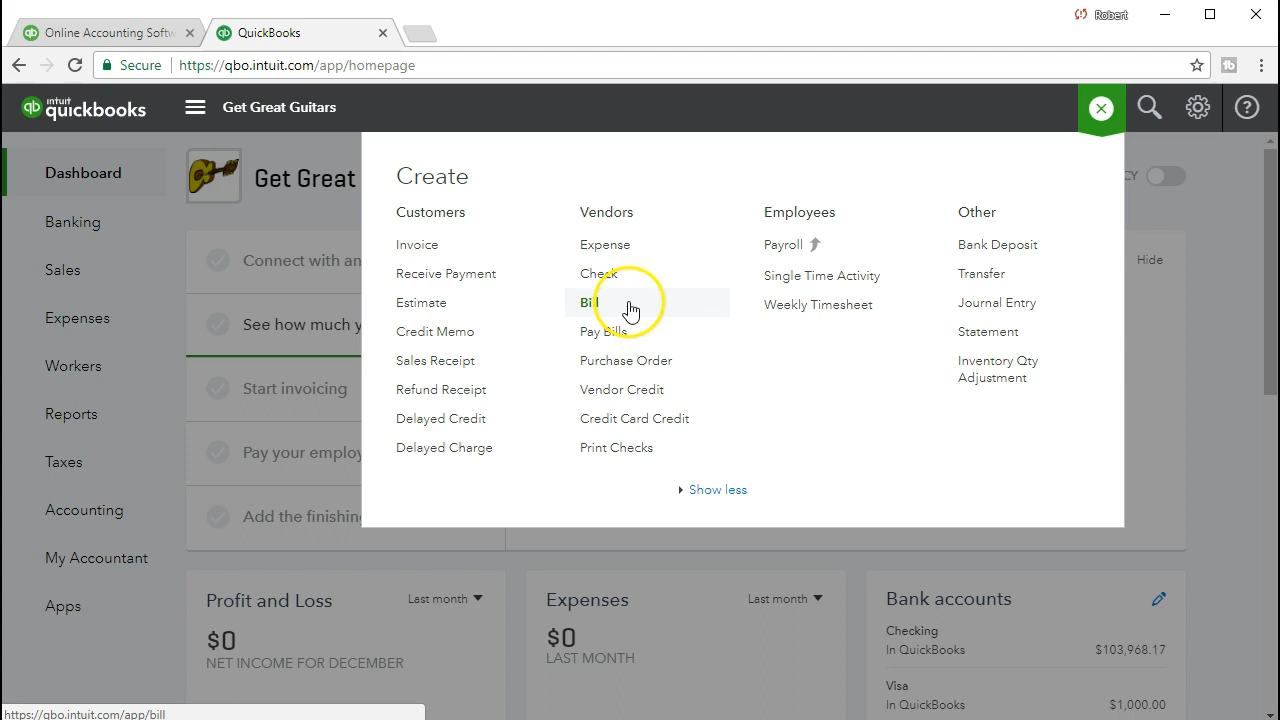 Robert
Online Accounting Softw
QuickBooks
Secure
https://qbo.intuit.com/app/homepage
qb intuit quickbooks
Get Great Guitars
Dashboard
Banking
Sales
Expenses
Workers
Reports
Taxes
Accounting
My Accountant
Apps
Get Great
CY
Connect with an
See how much y
Start invoicing
Pay your employ
Add the finishin
Hide
Create
Customers
Invoice
Receive Payment
Estimate
Credit Memo
Sales Receipt
Refund Receipt
Delayed Credit
Delayed Charge
Vendors
Expense
Check
Bill
Pay Bills
Purchase Order
Vendor Credit
Credit Card Credit
Print Checks
Employees
Payroll
Single Time Activity
Weekly Timesheet
Other
Bank Deposit
Transfer
Journal Entry
Statement
Inventory Qty
Adjustment
Show less
Profit and Loss
Last month
$0
NET INCOME FOR DECEMBER
Expenses
Last month
$0
LAST MONTH
Bank accounts
Checking
In QuickBooks
$103,968.17
Visa
In QuickBooks
$1,000.00
https://qbo.intuit.com/app/bill